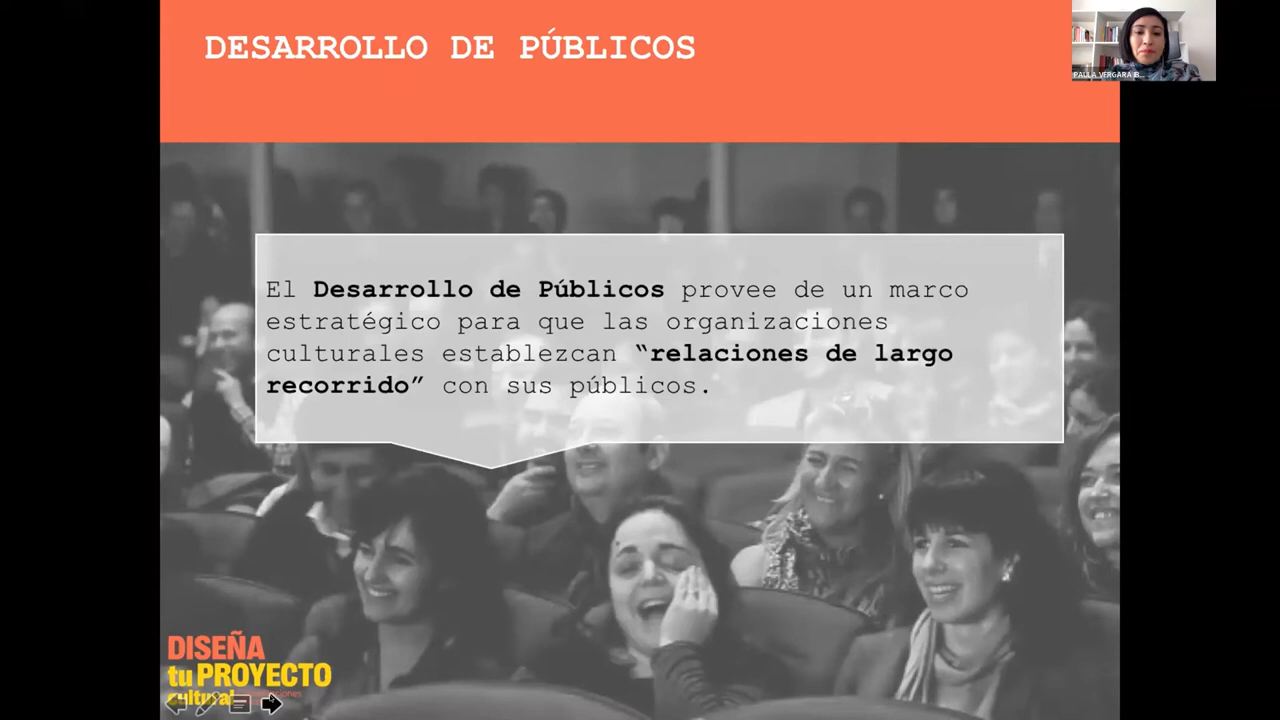 DESARROLLO DE PÚBLICOS
PAULA VERGARA B...
El Desarrollo de Públicos provee de un marco
estratégico para que las organizaciones
culturales establezcan “relaciones de largo
recorrido” con sus públicos.
DISEÑA
tu PROYECTO
cultural